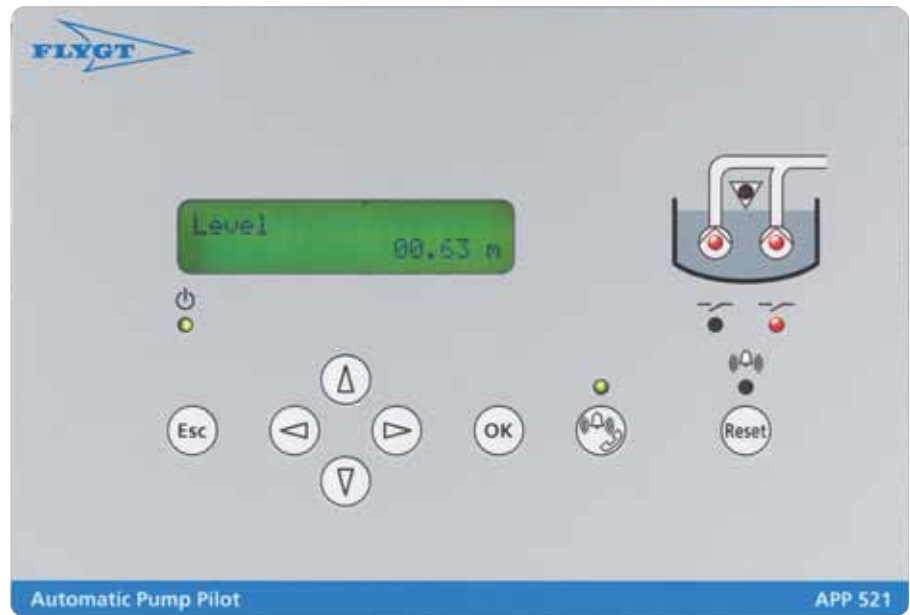 FLYGT
Level
00.63 m
Esc
OK
Reset
Automatic Pump Pilot
APP 521